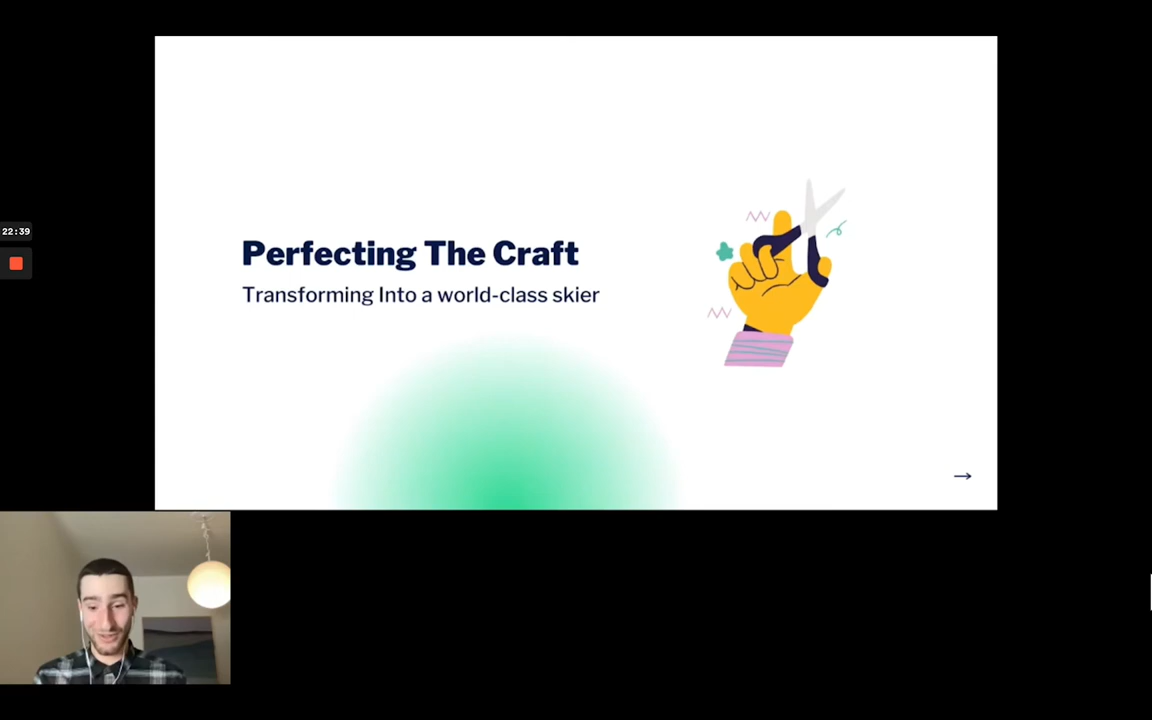 22:39
Perfecting The Craft
Transforming Into a world-class skier